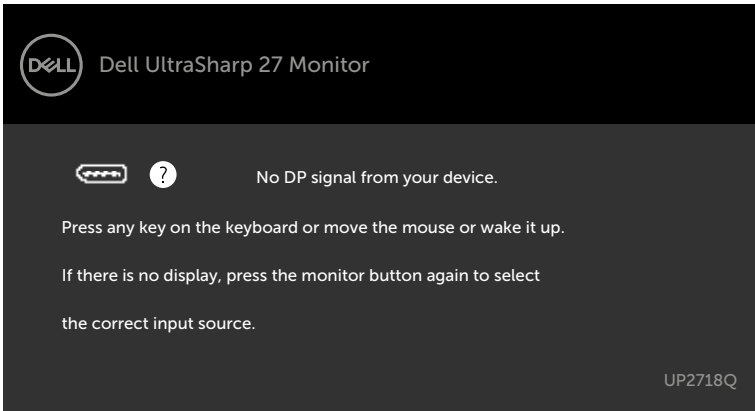 DELL Dell UltraSharp 27 Monitor
? No DP signal from your device.
Press any key on the keyboard or move the mouse or wake it up.
If there is no display, press the monitor button again to select
the correct input source.
UP2718Q